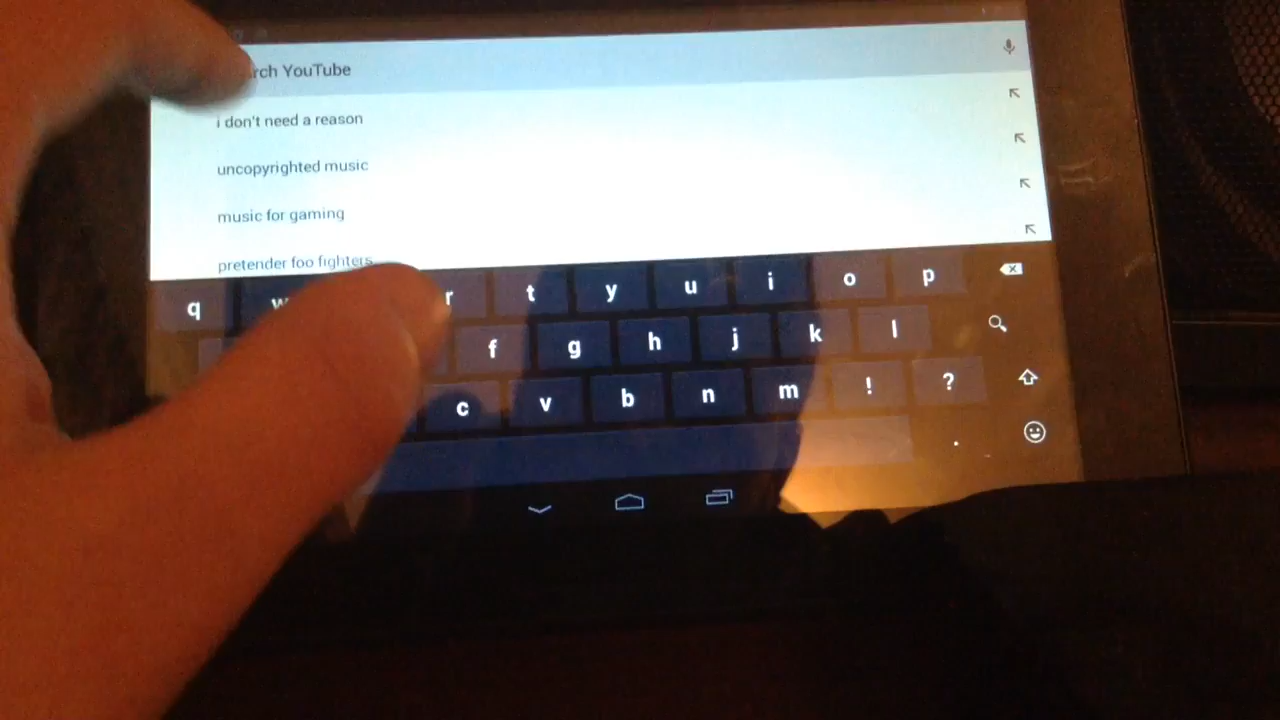 rch YouTube
i don't need a reason
uncopyrighted music
music for gaming
pretender foo fighters
q w r t y u i o p
f g h j k l
c v b n m ! ?
.